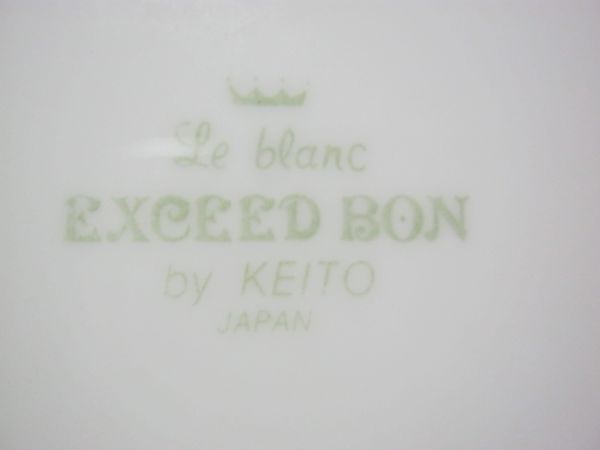 Le blanc
EXCEED BON
by KEITO
JAPAN